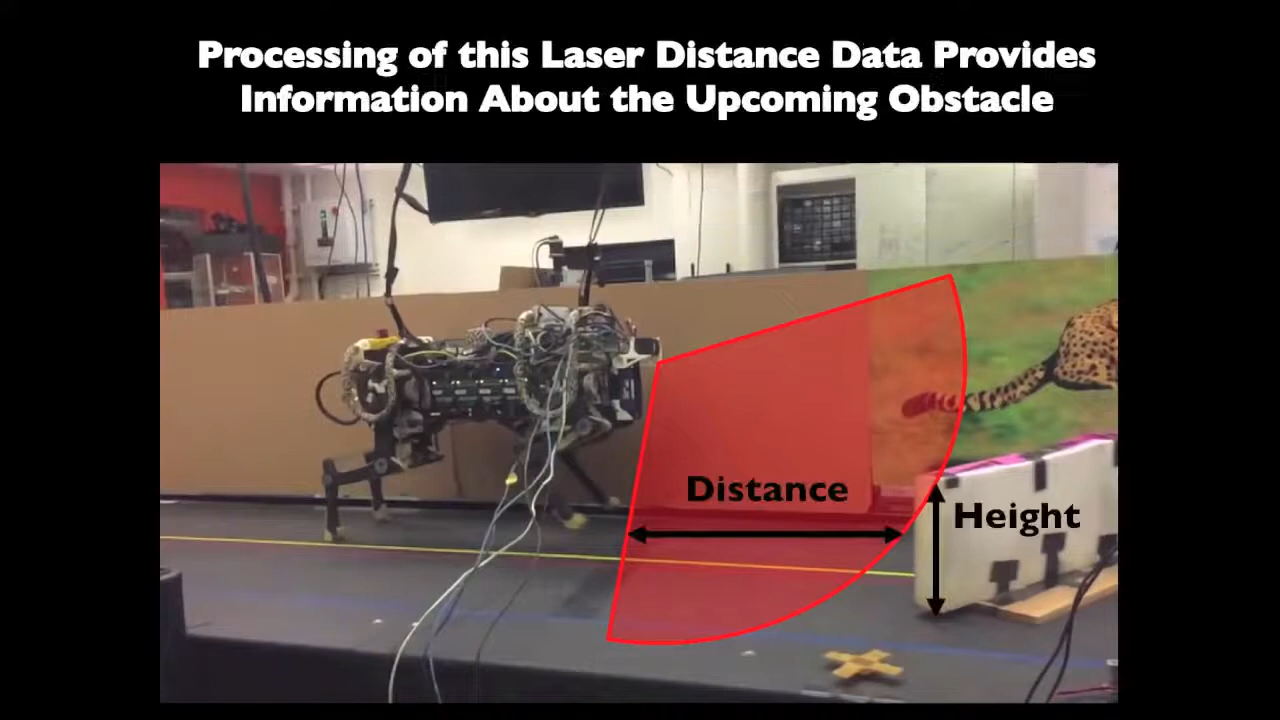 Processing of this Laser Distance Data Provides
Information About the Upcoming Obstacle
Distance
Height